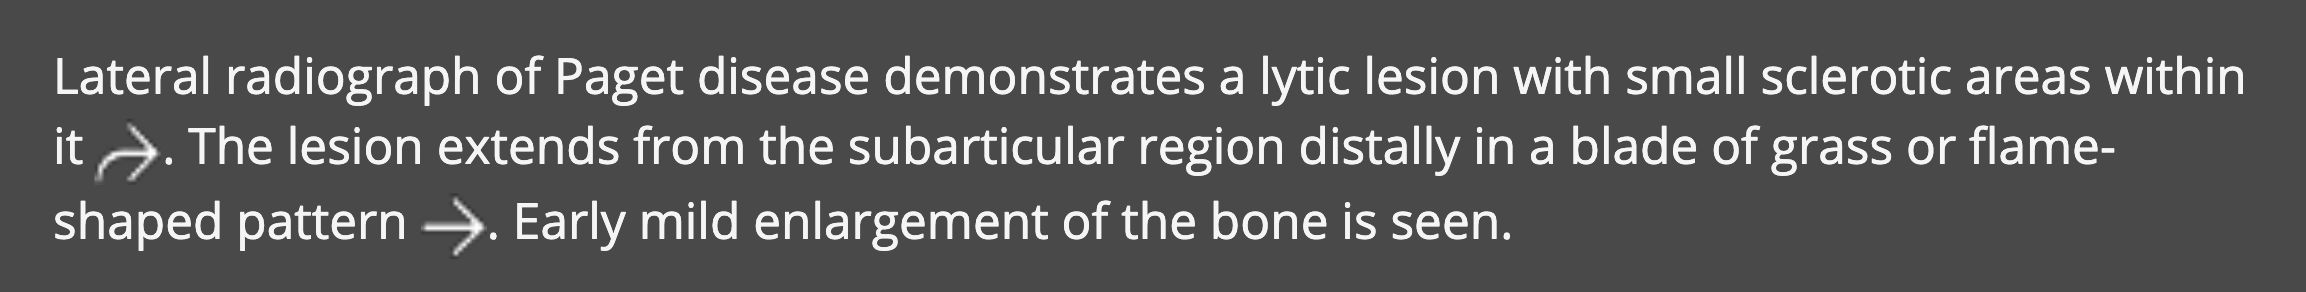 Lateral radiograph of Paget disease demonstrates a lytic lesion with small sclerotic areas within
it ↱. The lesion extends from the subarticular region distally in a blade of grass or flame-
shaped pattern →. Early mild enlargement of the bone is seen.